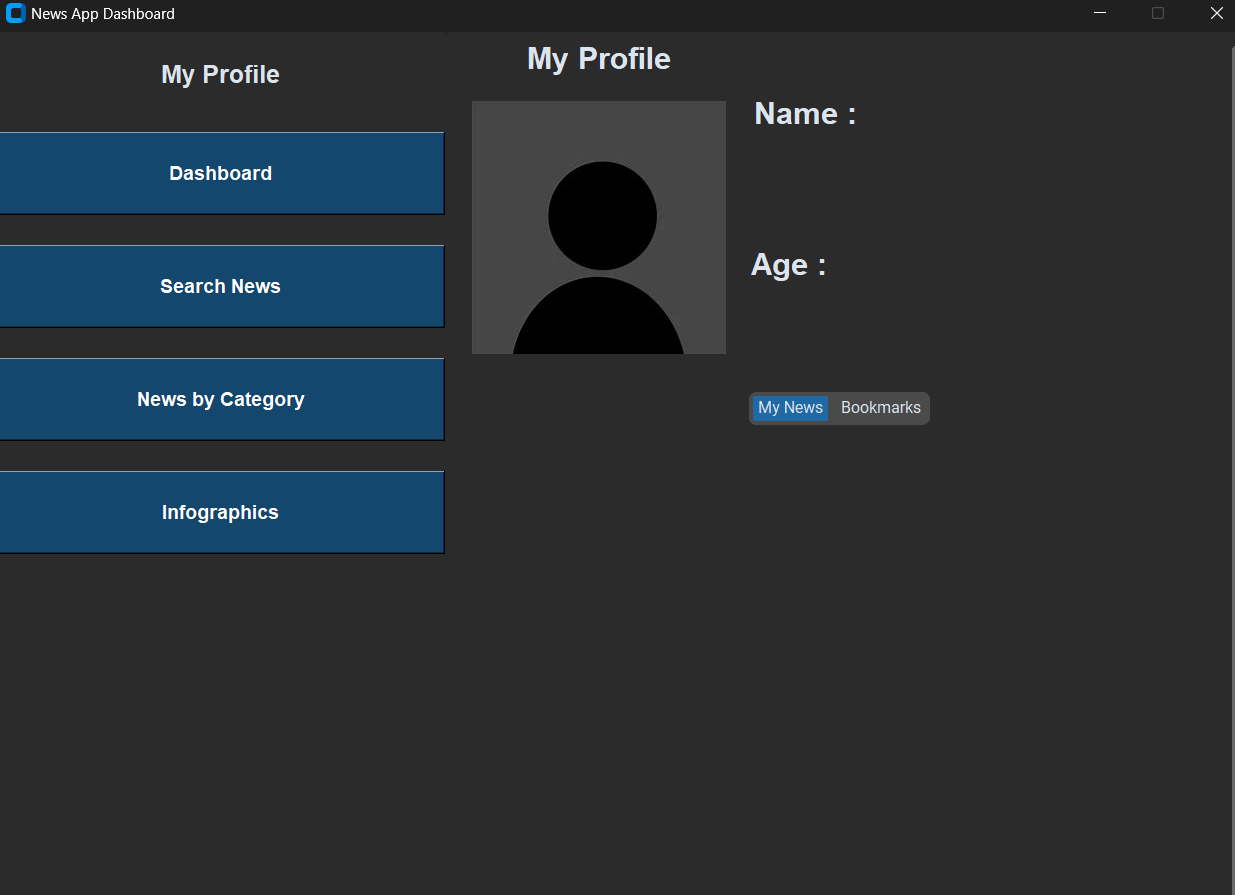 News App Dashboard
My Profile
Dashboard
Search News
News by Category
Infographics
My Profile
Name :
Age :
My News Bookmarks